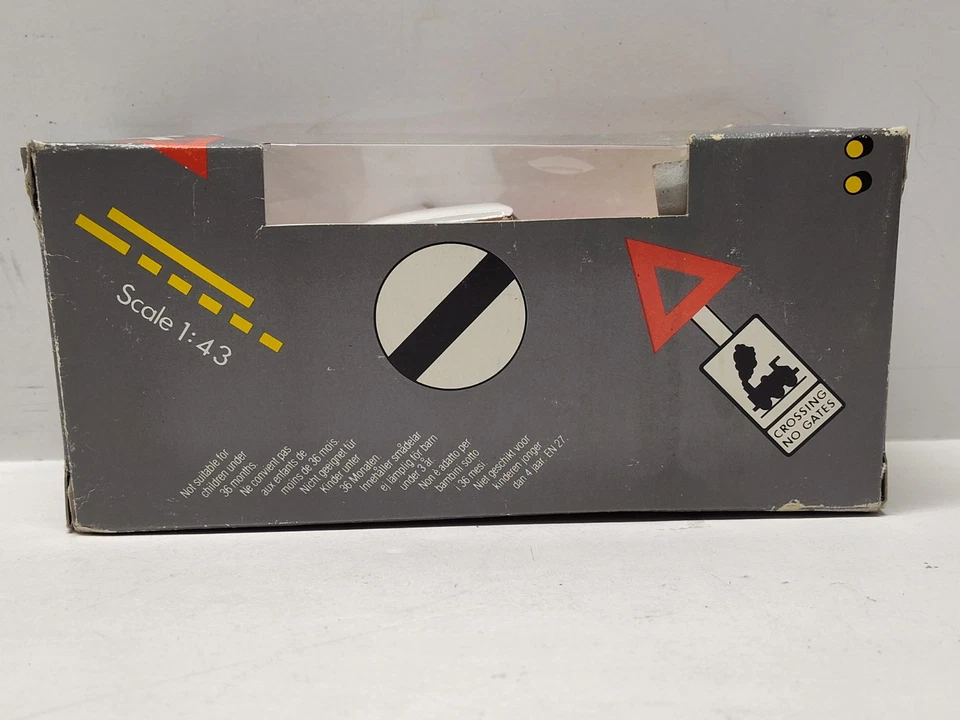 Scale 1:43
CROSSING
NO GATES
Not suitable for
children under
36 months
Ne convient pas
aux enfants de
moins de 36 mois.
Nicht geeignet für
Kinder unter
36 Monaten.
Innehåller smådelar
ej lämplig för barn
under 3 år.
Non è adatto per
bambini sutto
i 36 mesi.
Niet geschikt voor
kinderen jonger
dan 4 jaar EN 27.